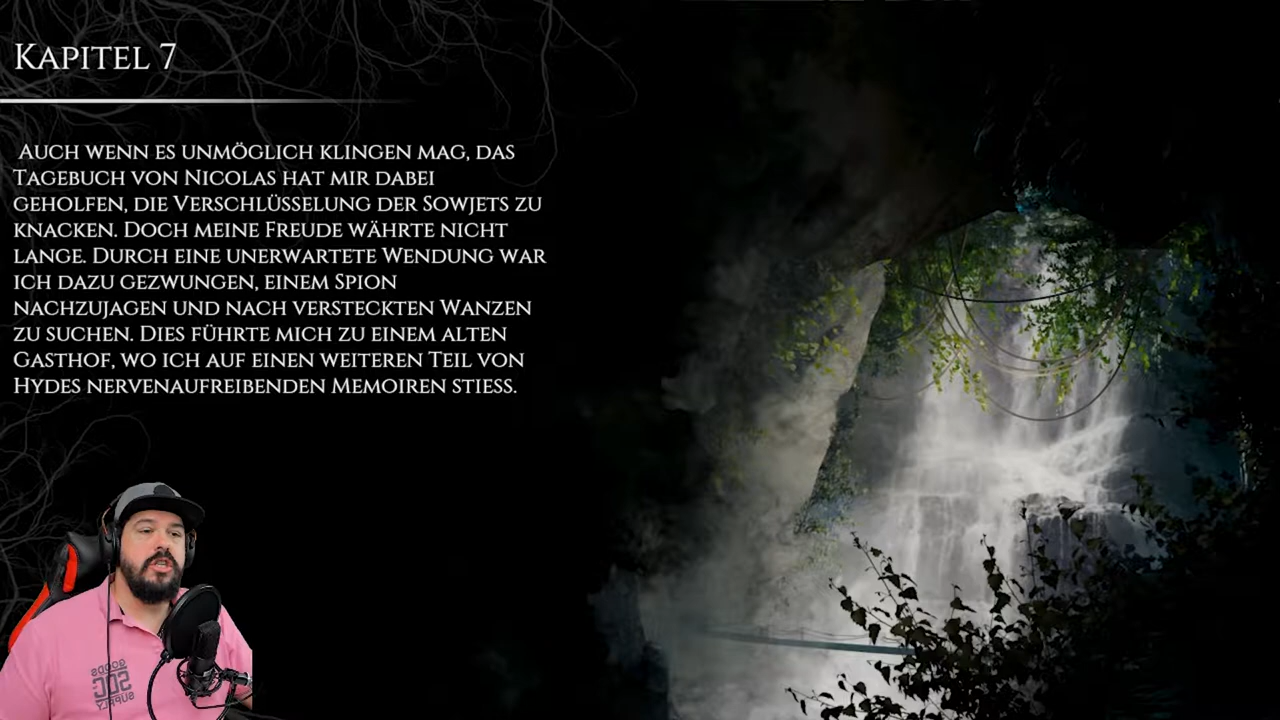 Kapitel 7
Auch wenn es unmöglich klingen mag, das
Tagebuch von Nicolas hat mir dabei
geholfen, die Verschlüsselung der Sowjets zu
knacken. Doch meine Freude währte nicht
lange. Durch eine unerwartete Wendung war
ich dazu gezwungen, einem Spion
nachzujagen und nach versteckten Wanzen
zu suchen. Dies führte mich zu einem alten
Gasthof, wo ich auf einen weiteren Teil von
Hydes nervenaufreibenden Memoiren stiess.
GOODS
SUPPLY